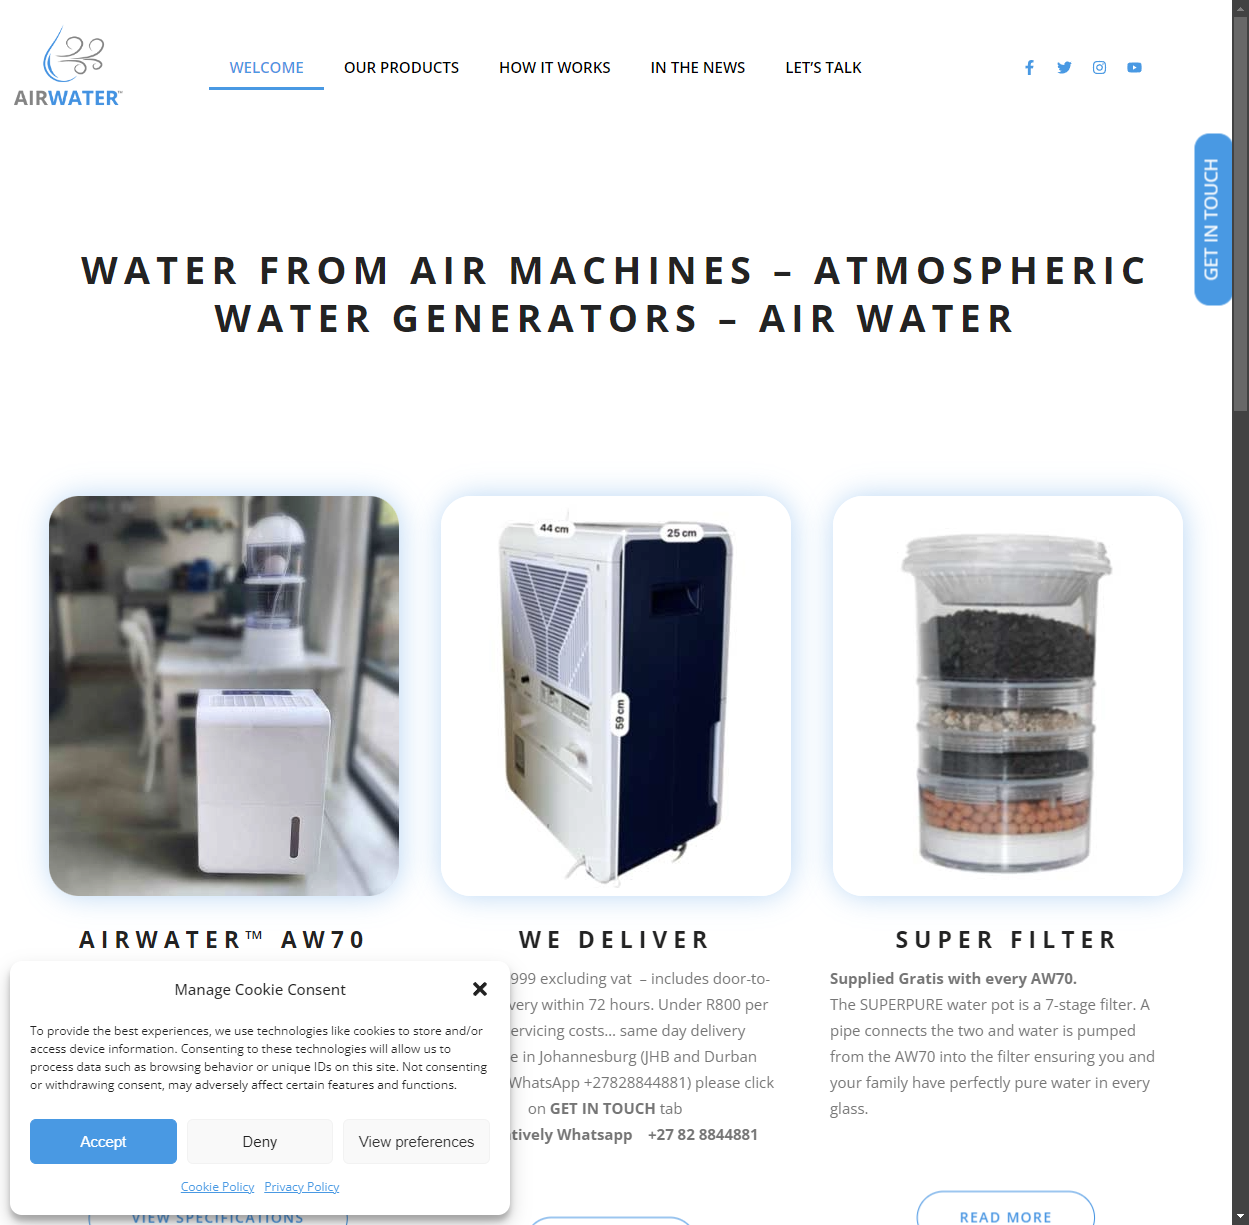 AIRWATER™
WELCOME
OUR PRODUCTS
HOW IT WORKS
IN THE NEWS
LET'S TALK
GET IN TOUCH
WATER FROM AIR MACHINES – ATMOSPHERIC
WATER GENERATORS – AIR WATER
44 cm
25 cm
59 cm
AIRWATER™ AW70
WE DELIVER
999 excluding vat – includes door-to-
within 72 hours. Under R800 per
costs... same day delivery
in Johannesburg (JHB and Durban
WhatsApp +27828844881) please click
on GET IN TOUCH tab
Whatsapp +27 82 8844881
SUPER FILTER
Supplied Gratis with every AW70.
The SUPERPURE water pot is a 7-stage filter. A
pipe connects the two and water is pumped
from the AW70 into the filter ensuring you and
your family have perfectly pure water in every
glass.
READ MORE
Manage Cookie Consent
To provide the best experiences, we use technologies like cookies to store and/or
access device information. Consenting to these technologies will allow us to
process data such as browsing behavior or unique IDs on this site. Not consenting
or withdrawing consent, may adversely affect certain features and functions.
Accept
Deny
View preferences
Cookie Policy
Privacy Policy
VIEW SPECIFICATIONS